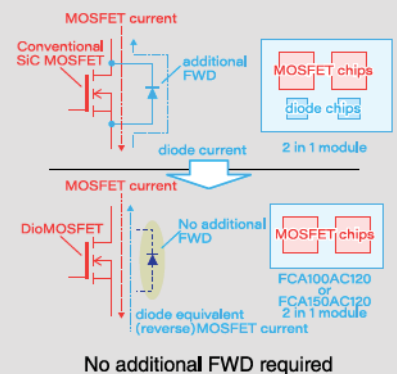 MOSFET current
Conventional
SiC MOSFET
additional
FWD
MOSFET chips
diode chips
diode current
2 in 1 module
MOSFET current
DioMOSFET
No additional
FWD
MOSFET chips
FCA100AC120
or
FCA150AC120
2 in 1 module
diode equivalent
(reverse)MOSFET current
No additional FWD required